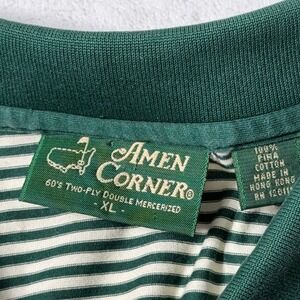 AMEN
CORNER®
60'S TWO-PLY DOUBLE MERCERIZED
- XL -
100%
PIMA
COTTON
MADE IN
HONG KONG